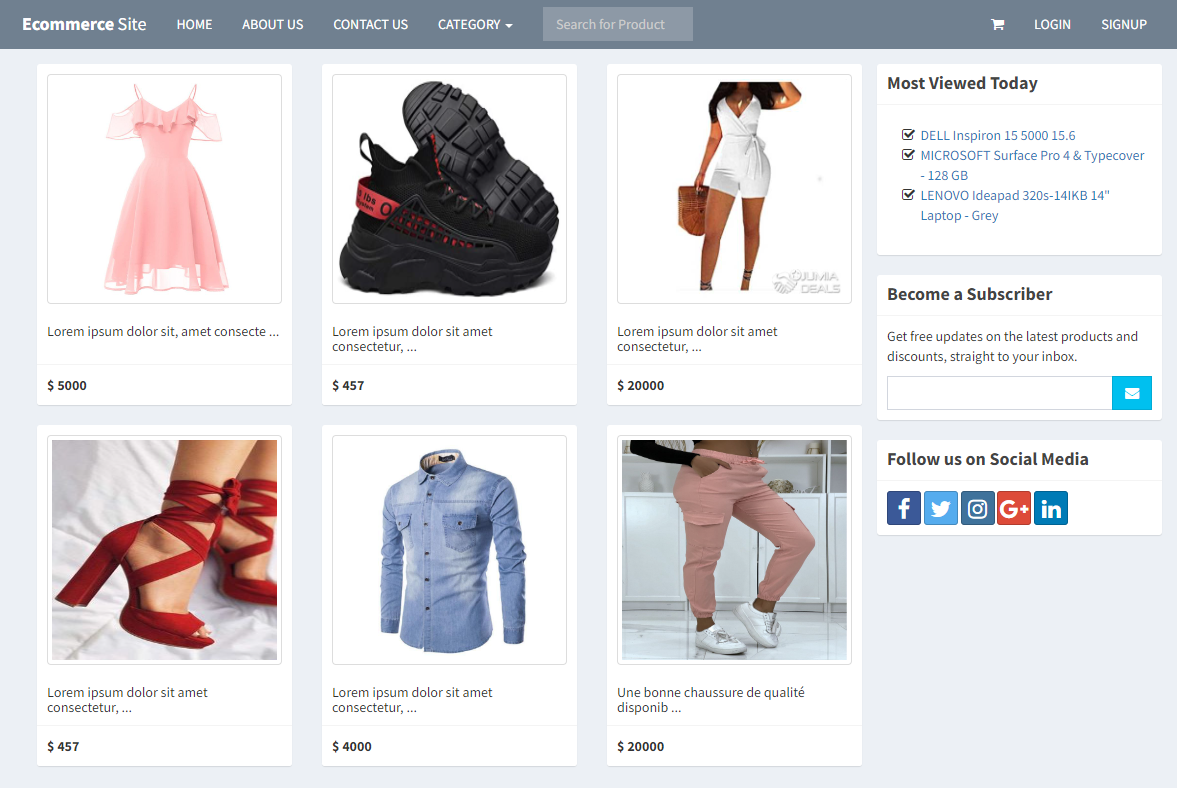 Ecommerce Site
HOME
ABOUT US
CONTACT US
CATEGORY
Search for Product
LOGIN
SIGNUP
lbs
O
JUMIA
DEALS
Lorem ipsum dolor sit, amet consecte ...
$ 5000
Lorem ipsum dolor sit amet
consectetur, ...
$ 457
Lorem ipsum dolor sit amet
consectetur, ...
$ 20000
Lorem ipsum dolor sit amet
consectetur, ...
$ 457
Lorem ipsum dolor sit amet
consectetur, ...
$ 4000
Une bonne chaussure de qualité
disponib ...
$ 20000
Most Viewed Today
DELL Inspiron 15 5000 15.6
MICROSOFT Surface Pro 4 & Typecover
- 128 GB
LENOVO Ideapad 320s-14IKB 14"
Laptop - Grey
Become a Subscriber
Get free updates on the latest products and
discounts, straight to your inbox.
Follow us on Social Media
f
G+
in